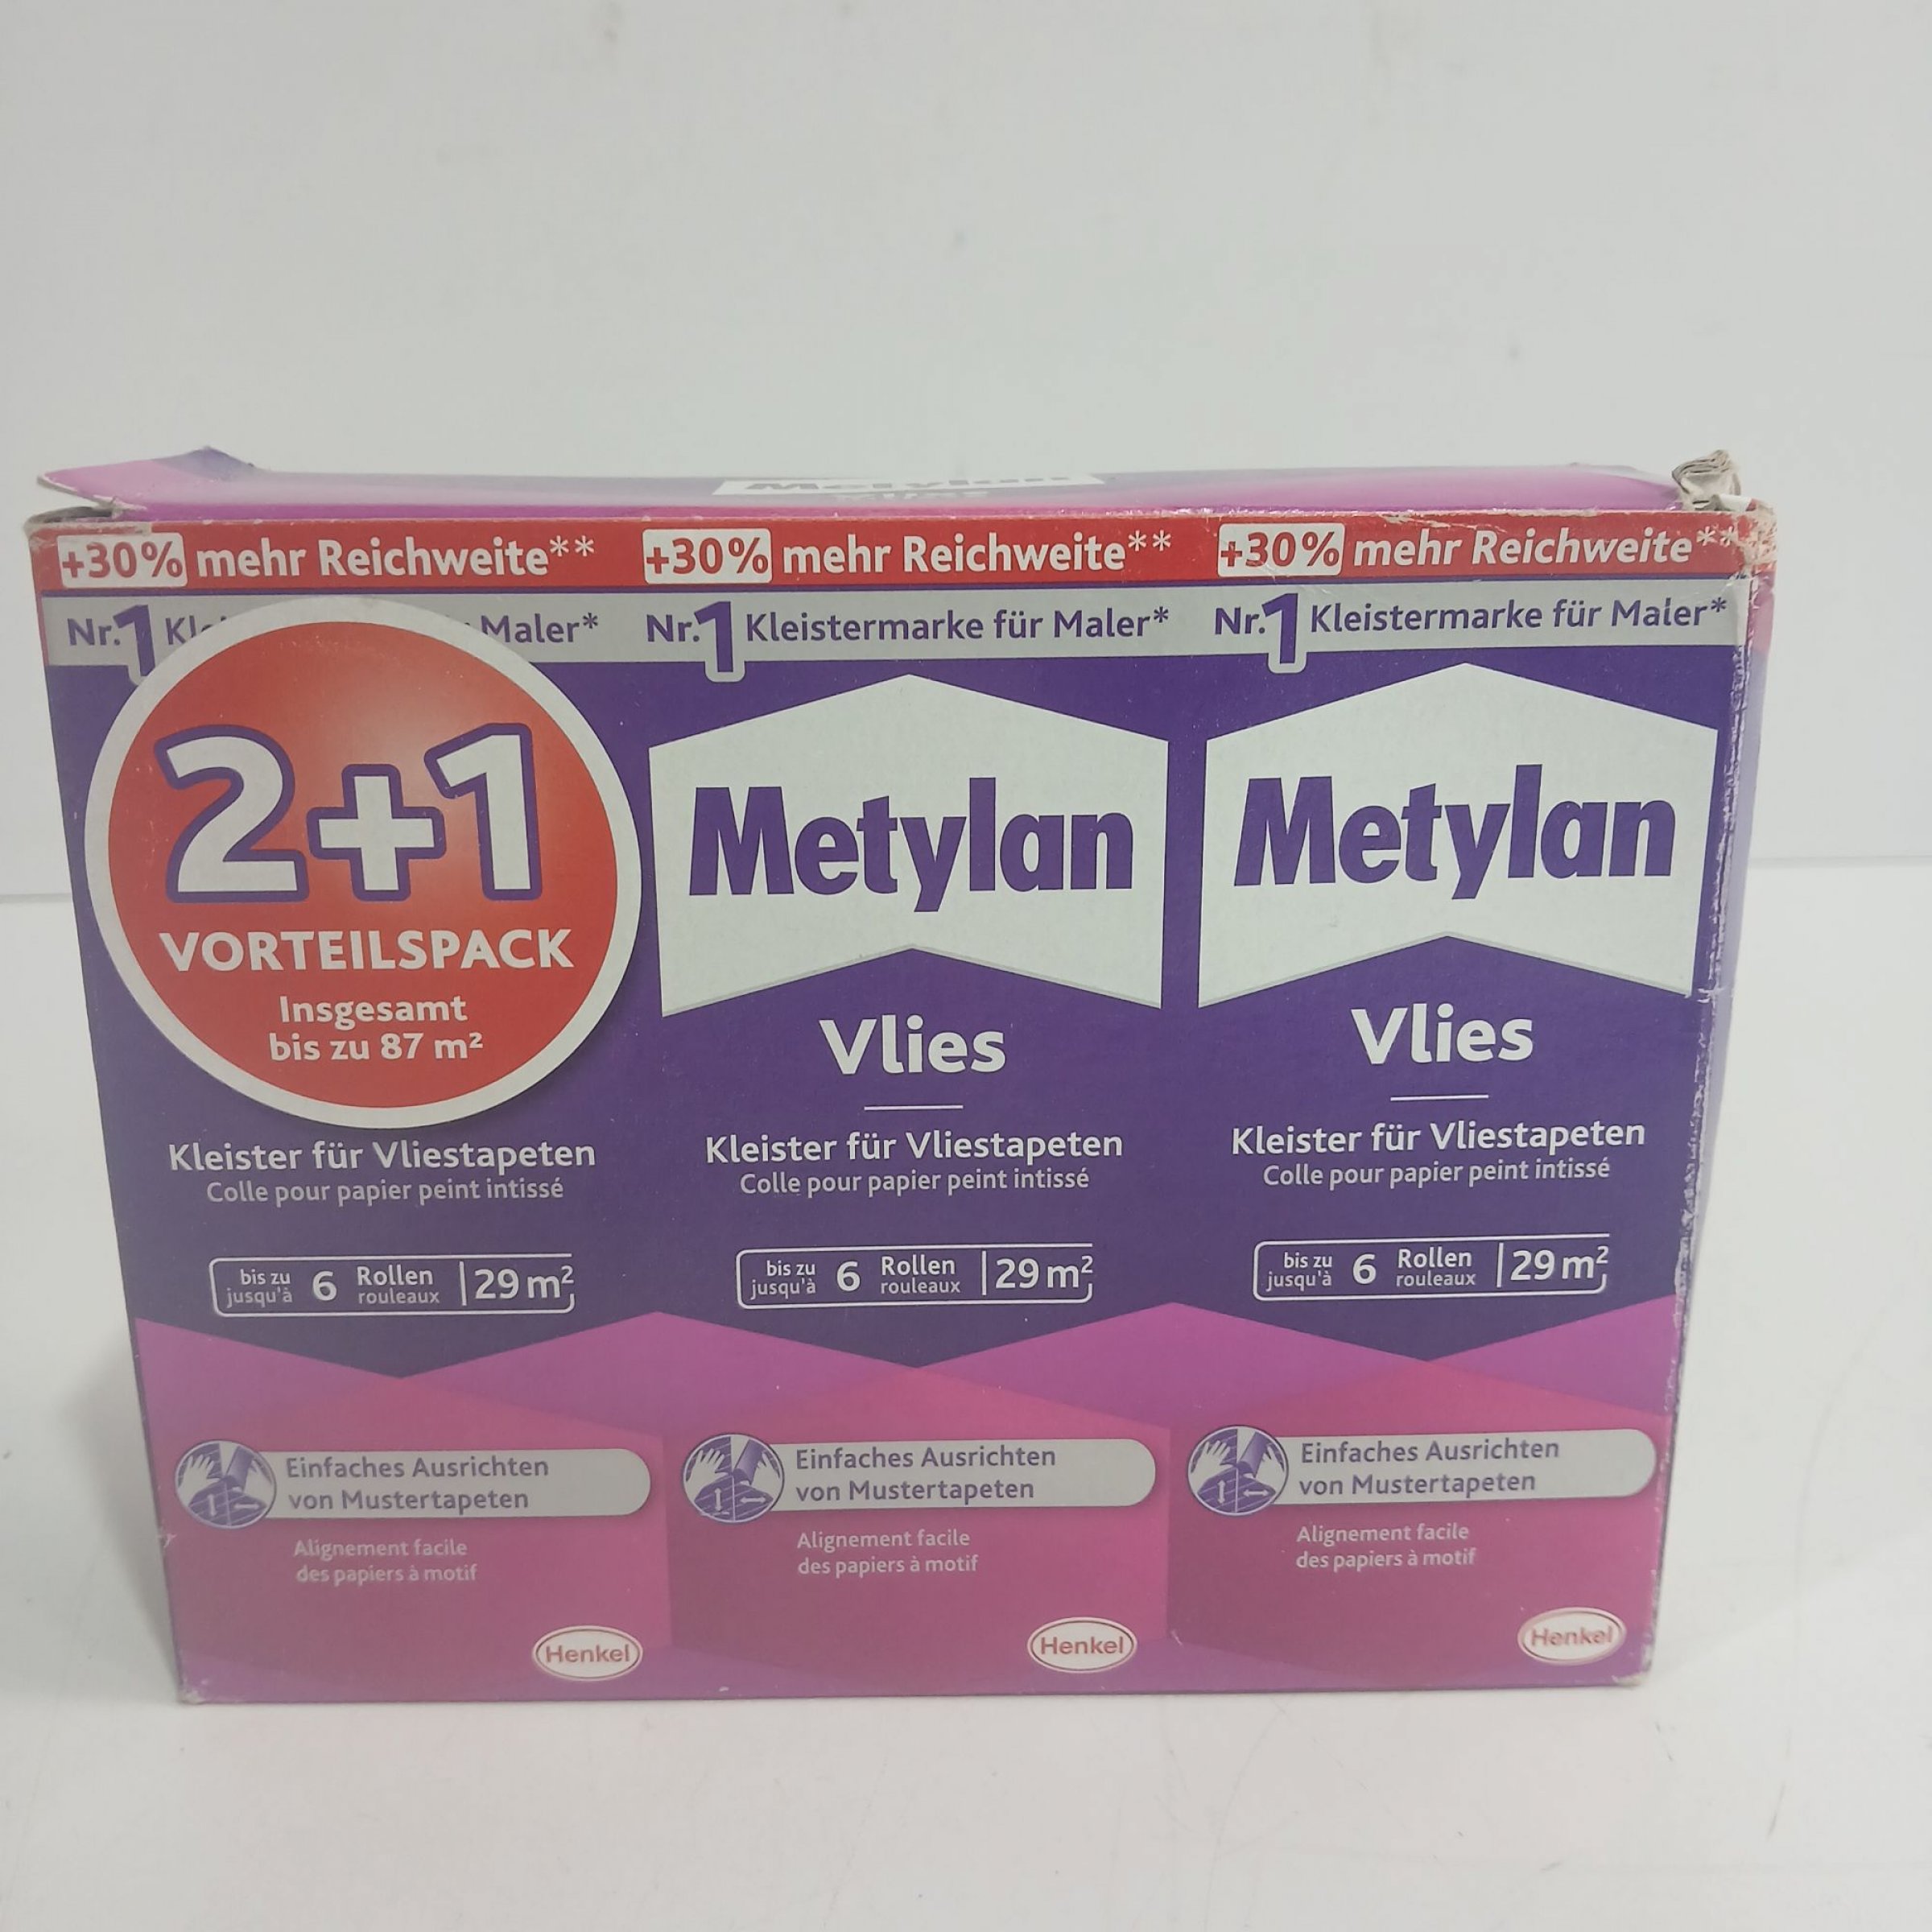 Metylan
+30% mehr Reichweite** +30% mehr Reichweite** +30% mehr Reichweite**
Nr.1 Maler* Nr.1 Kleistermarke für Maler* Nr.1 Kleistermarke für Maler*
2+1
VORTEILSPACK
Insgesamt
bis zu 87 m²
Kleister für Vliestapeten
Colle pour papier peint intissé
bis zu 6 Rollen 29 m²
jusqu'à rouleaux
Einfaches Ausrichten
von Mustertapeten
Alignement facile
des papiers à motif
Henkel
Metylan
Vlies
Kleister für Vliestapeten
Colle pour papier peint intissé
bis zu 6 Rollen 29 m²
jusqu'à rouleaux
Einfaches Ausrichten
von Mustertapeten
Alignement facile
des papiers à motif
Henkel
Metylan
Vlies
Kleister für Vliestapeten
Colle pour papier peint intissé
bis zu 6 Rollen 29 m²
jusqu'à rouleaux
Einfaches Ausrichten
von Mustertapeten
Alignement facile
des papiers à motif
Henkel